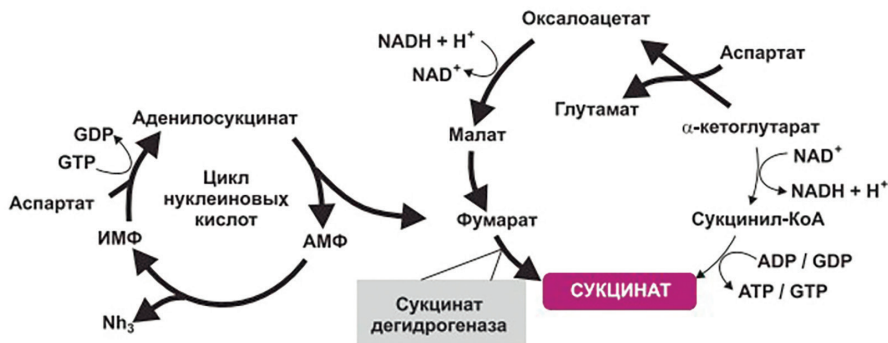 Оксалоацетат
NADH + H⁺
NAD⁺
Аспартат
Глутамат
Аденилосукцинат
GDP
GTP
Малат
α-кетоглутарат
NAD⁺
NADH + H⁺
Цикл
нуклеиновых
кислот
Аспартат
ИМФ
АМФ
Фумарат
Сукцинил-КоА
ADP / GDP
ATP / GTP
СУКЦИНАТ
Сукцинат
дегидрогеназа
Nh₃